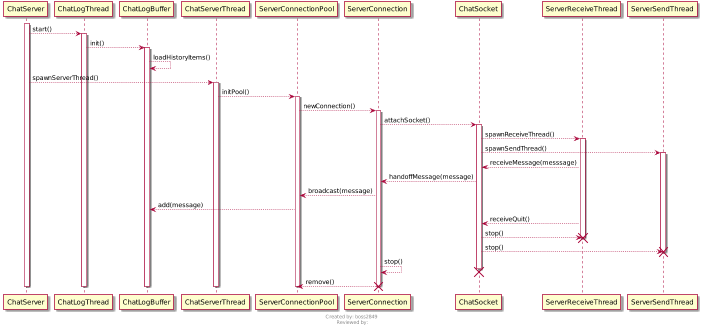 ChatServer ChatLogThread ChatLogBuffer ChatServerThread ServerConnectionPool ServerConnection ChatSocket ServerReceiveThread ServerSendThread
start()
init()
loadHistoryItems()
spawnServerThread()
initPool()
newConnection()
attachSocket()
spawnReceiveThread()
spawnSendThread()
receiveMessage(messsage)
handoffMessage(message)
broadcast(message)
add(message)
receiveQuit()
stop()
stop()
stop()
remove()
ChatServer ChatLogThread ChatLogBuffer ChatServerThread ServerConnectionPool ServerConnection ChatSocket ServerReceiveThread ServerSendThread
Created by:
Reviewed by: